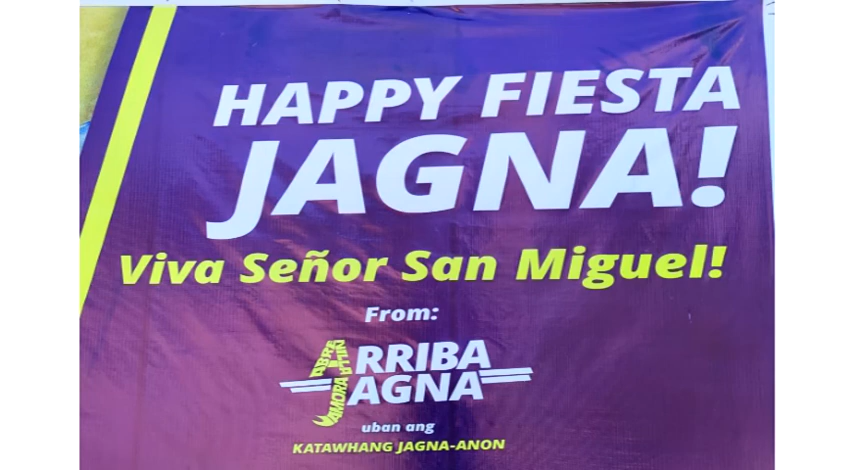 HAPPY FIESTA
JAGNA!
Viva Señor San Miguel!
From:
ARRIBA
JAGNA
uban ang
KATAWHANG JAGNA-ANON